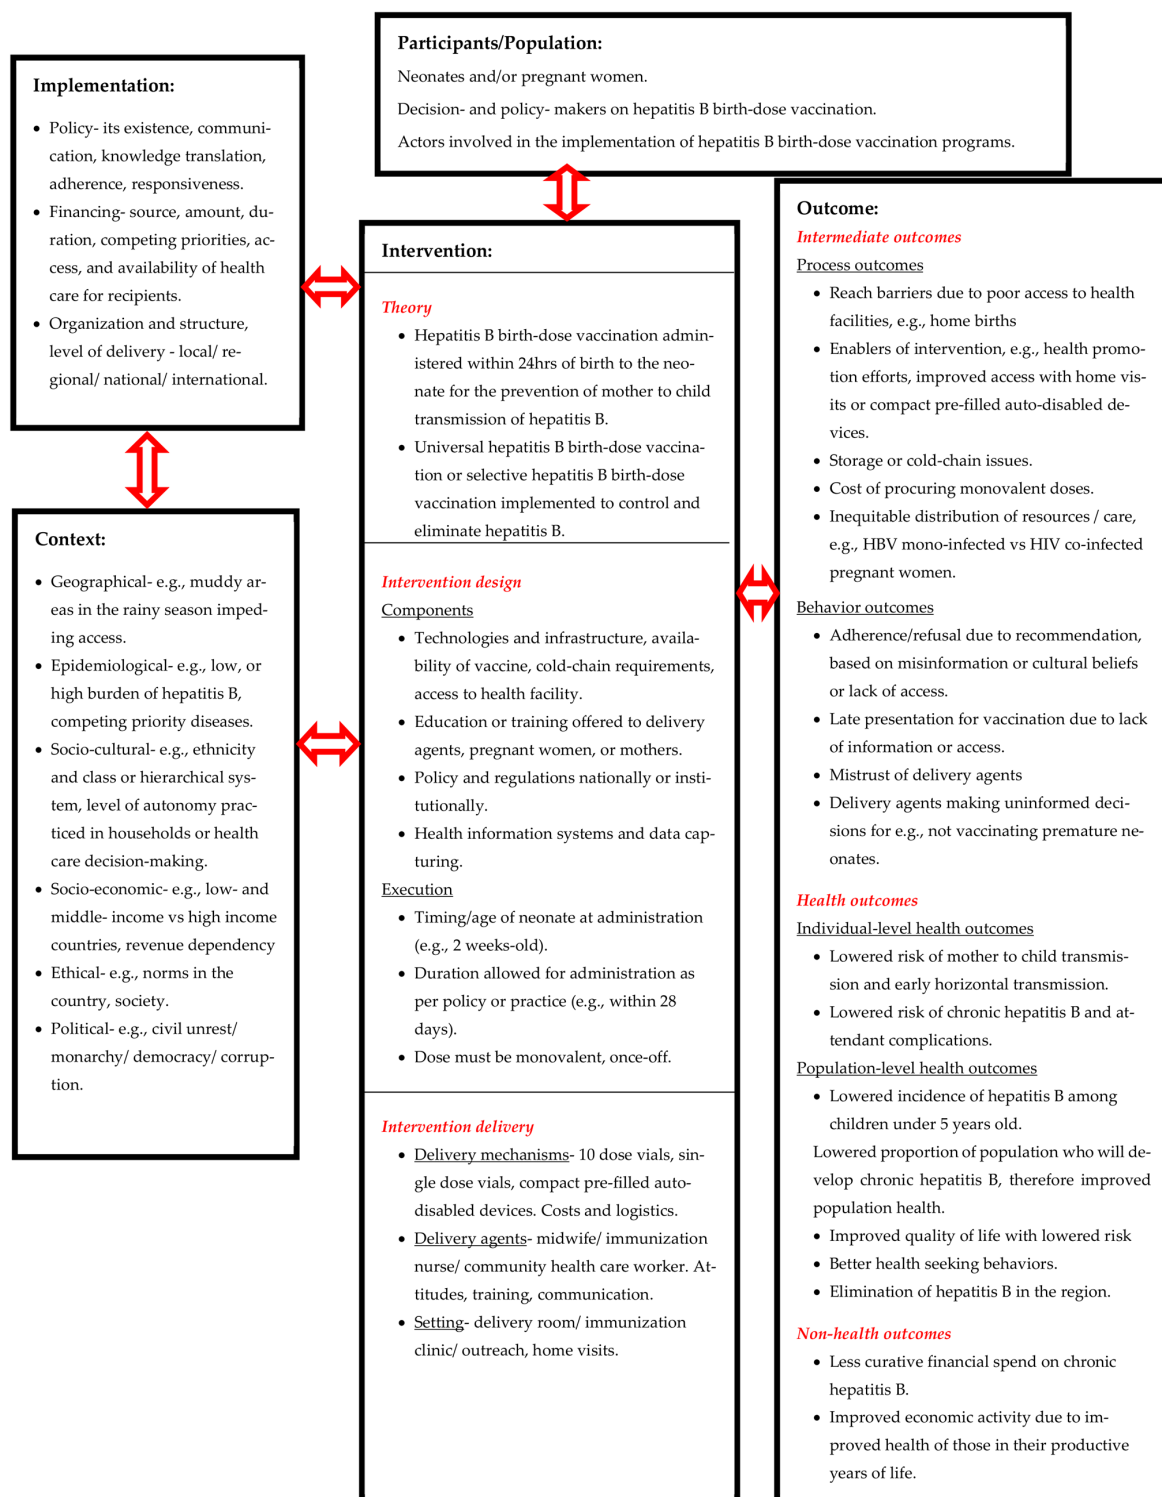 Participants/Population:
Neonates and/or pregnant women.
Decision- and policy- makers on hepatitis B birth-dose vaccination.
Actors involved in the implementation of hepatitis B birth-dose vaccination programs.
Implementation:
• Policy- its existence, communi-
cation, knowledge translation,
adherence, responsiveness.
• Financing- source, amount, du-
ration, competing priorities, ac-
cess, and availability of health
care for recipients.
• Organization and structure,
level of delivery - local/ re-
gional/ national/ international.
Context:
• Geographical- e.g., muddy ar-
eas in the rainy season imped-
ing access.
• Epidemiological- e.g., low, or
high burden of hepatitis B,
competing priority diseases.
• Socio-cultural- e.g., ethnicity
and class or hierarchical sys-
tem, level of autonomy prac-
ticed in households or health
care decision-making.
• Socio-economic- e.g., low- and
middle- income vs high income
countries, revenue dependency
• Ethical- e.g., norms in the
country, society.
• Political- e.g., civil unrest/
monarchy/ democracy/ corrup-
tion.
Intervention:
Theory
• Hepatitis B birth-dose vaccination admin-
istered within 24hrs of birth to the neo-
nate for the prevention of mother to child
transmission of hepatitis B.
• Universal hepatitis B birth-dose vaccina-
tion or selective hepatitis B birth-dose
vaccination implemented to control and
eliminate hepatitis B.
Intervention design
Components
• Technologies and infrastructure, availa-
bility of vaccine, cold-chain requirements,
access to health facility.
• Education or training offered to delivery
agents, pregnant women, or mothers.
• Policy and regulations nationally or insti-
tutionally.
• Health information systems and data cap-
turing.
Execution
• Timing/age of neonate at administration
(e.g., 2 weeks-old).
• Duration allowed for administration as
per policy or practice (e.g., within 28
days).
• Dose must be monovalent, once-off.
Intervention delivery
• Delivery mechanisms- 10 dose vials, sin-
gle dose vials, compact pre-filled auto-
disabled devices. Costs and logistics.
• Delivery agents- midwife/ immunization
nurse/ community health care worker. At-
titudes, training, communication.
• Setting- delivery room/ immunization
clinic/ outreach, home visits.
Outcome:
Intermediate outcomes
Process outcomes
• Reach barriers due to poor access to health
facilities, e.g., home births
• Enablers of intervention, e.g., health promo-
tion efforts, improved access with home vis-
its or compact pre-filled auto-disabled de-
vices.
• Storage or cold-chain issues.
• Cost of procuring monovalent doses.
• Inequitable distribution of resources / care,
e.g., HBV mono-infected vs HIV co-infected
pregnant women.
Behavior outcomes
• Adherence/refusal due to recommendation,
based on misinformation or cultural beliefs
or lack of access.
• Late presentation for vaccination due to lack
of information or access.
• Mistrust of delivery agents
• Delivery agents making uninformed deci-
sions for e.g., not vaccinating premature ne-
onates.
Health outcomes
Individual-level health outcomes
• Lowered risk of mother to child transmis-
sion and early horizontal transmission.
• Lowered risk of chronic hepatitis B and at-
tendant complications.
Population-level health outcomes
• Lowered incidence of hepatitis B among
children under 5 years old.
Lowered proportion of population who will de-
velop chronic hepatitis B, therefore improved
population health.
• Improved quality of life with lowered risk
• Better health seeking behaviors.
• Elimination of hepatitis B in the region.
Non-health outcomes
• Less curative financial spend on chronic
hepatitis B.
• Improved economic activity due to im-
proved health of those in their productive
years of life.